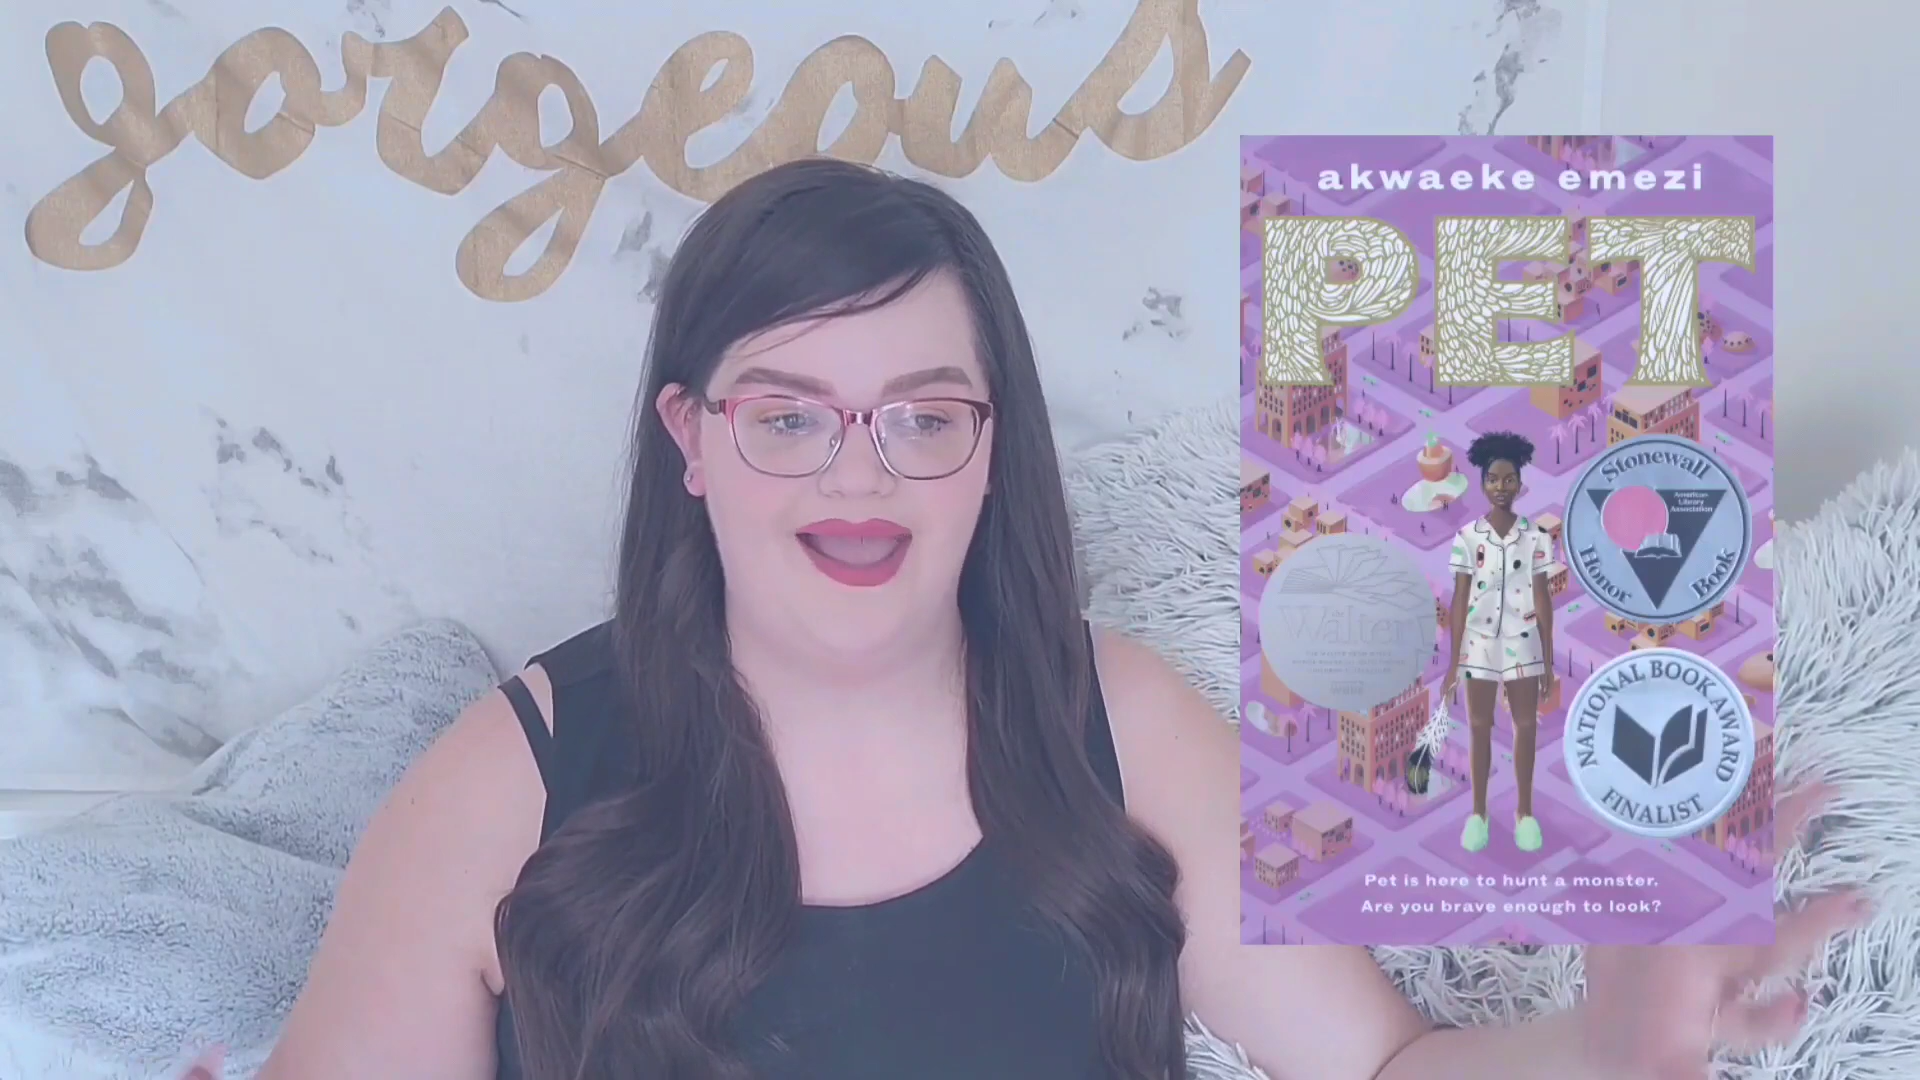 gorgeous
akwaeke emezi
PET
Stonewall
American
Library
Association
Honor Book
The
Walter
NATIONAL BOOK AWARD
FINALIST
Pet is here to hunt a monster.
Are you brave enough to look?